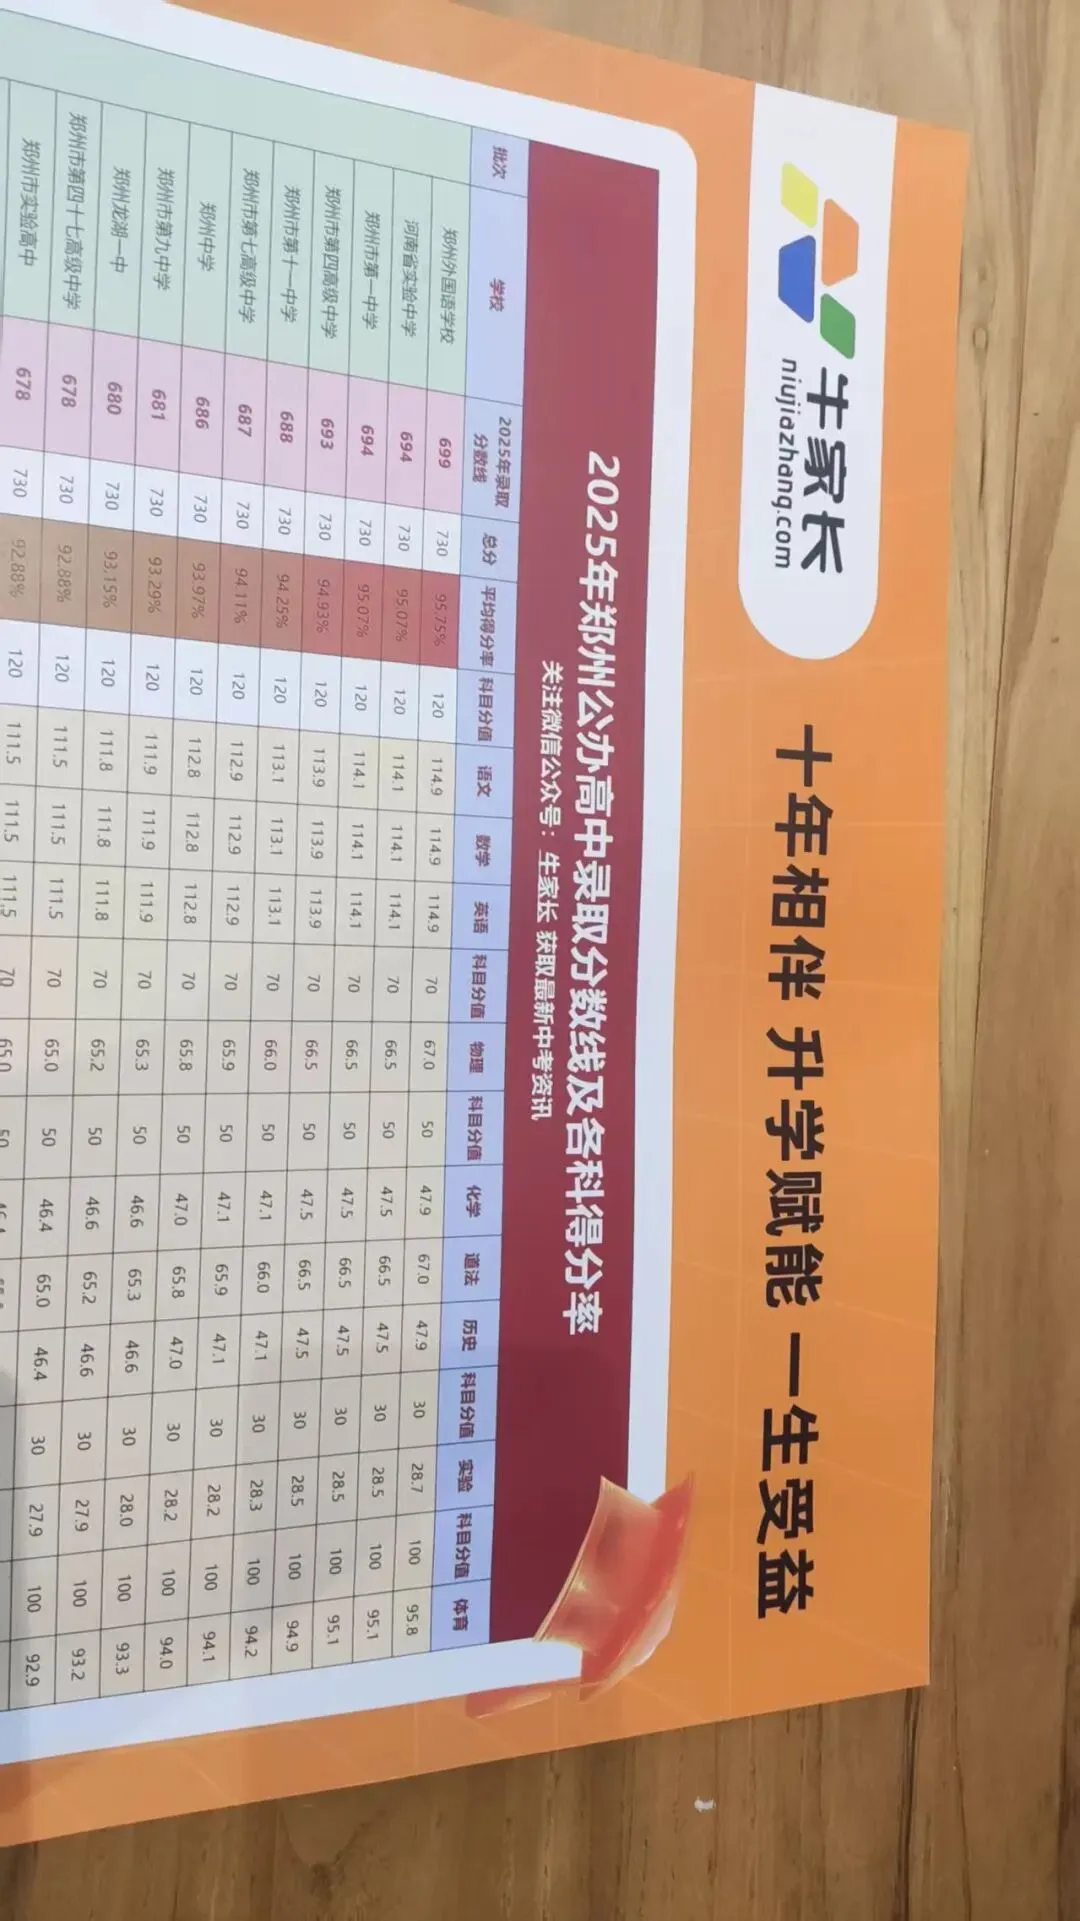 牛家长
niujiazhang.com
十年相伴 升学赋能 一生受益
2025年郑州公办高中录取分数线及各科得分率
关注微信公众号：牛家长 获取最新中考资讯
批次 学校 2025年录取分数线 总分 平均得分率 科目分值 语文 数学 英语 科目分值 物理 科目分值 化学 道法 历史 科目分值 实验 科目分值 体育
郑州外国语学校 699 730 95.75% 120 114.9 114.9 114.9 70 67.0 50 47.9 67.0 47.9 30 28.7 100 95.8
河南省实验中学 694 730 95.07% 120 114.1 114.1 114.1 70 66.5 50 47.5 66.5 47.5 30 28.5 100 95.1
郑州市第一中学 694 730 95.07% 120 114.1 114.1 114.1 70 66.5 50 47.5 66.5 47.5 30 28.5 100 95.1
郑州市第四高级中学 693 730 94.93% 120 113.9 113.9 113.9 70 66.5 50 47.5 66.5 47.5 30 28.5 100 94.9
郑州市第十一中学 688 730 94.25% 120 113.1 113.1 113.1 70 66.0 50 47.1 66.0 47.1 30 28.3 100 94.2
郑州市第七高级中学 687 730 94.11% 120 112.9 112.9 112.9 70 65.9 50 47.1 65.9 47.1 30 28.2 100 94.1
郑州中学 686 730 93.97% 120 112.8 112.8 112.8 70 65.8 50 47.0 65.8 47.0 30 28.2 100 94.0
郑州市第九中学 681 730 93.29% 120 111.9 111.9 111.9 70 65.3 50 46.6 65.3 46.6 30 28.0 100 93.3
郑州龙湖一中 680 730 93.15% 120 111.8 111.8 111.8 70 65.2 50 46.6 65.2 46.6 30 27.9 100 93.2
郑州市第四十七高级中学 678 730 92.88% 120 111.5 111.5 111.5 70 65.0 50 46.4 65.0 46.4 30 27.9 100 92.9
郑州市实验高中 678 730 92.88% 120 111.5 111.5 111.5 70 65.0 50